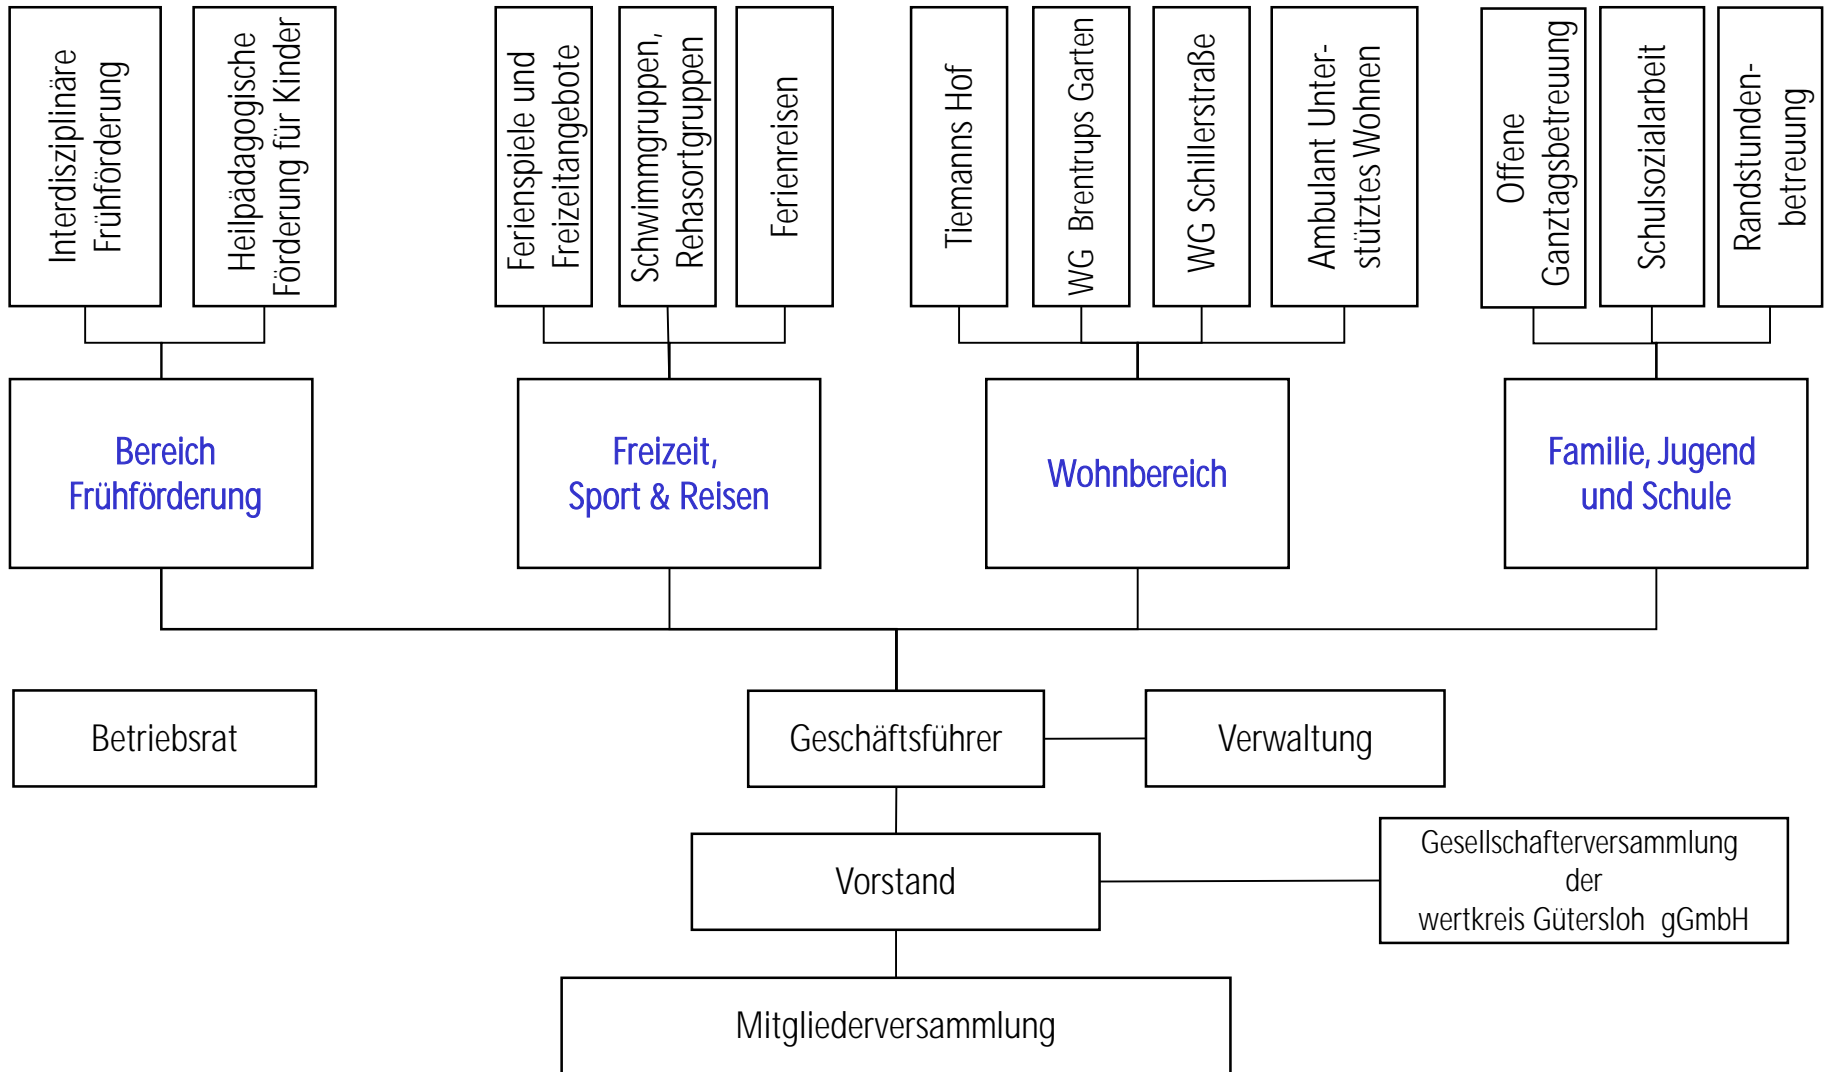 Interdisziplinäre
Frühförderung
Heilpädagogische
Förderung für Kinder
Ferienspiele und
Freizeitangebote
Schwimmgruppen,
Rehasortgruppen
Ferienreisen
Tiemanns Hof
WG Brentrups Garten
WG Schillerstraße
Ambulant Unter-
stütztes Wohnen
Offene
Ganztagsbetreuung
Schulsozialarbeit
Randstunden-
betreuung
Bereich
Frühförderung
Freizeit,
Sport & Reisen
Wohnbereich
Familie, Jugend
und Schule
Betriebsrat
Geschäftsführer
Verwaltung
Vorstand
Gesellschafterversammlung
der
wertkreis Gütersloh gGmbH
Mitgliederversammlung